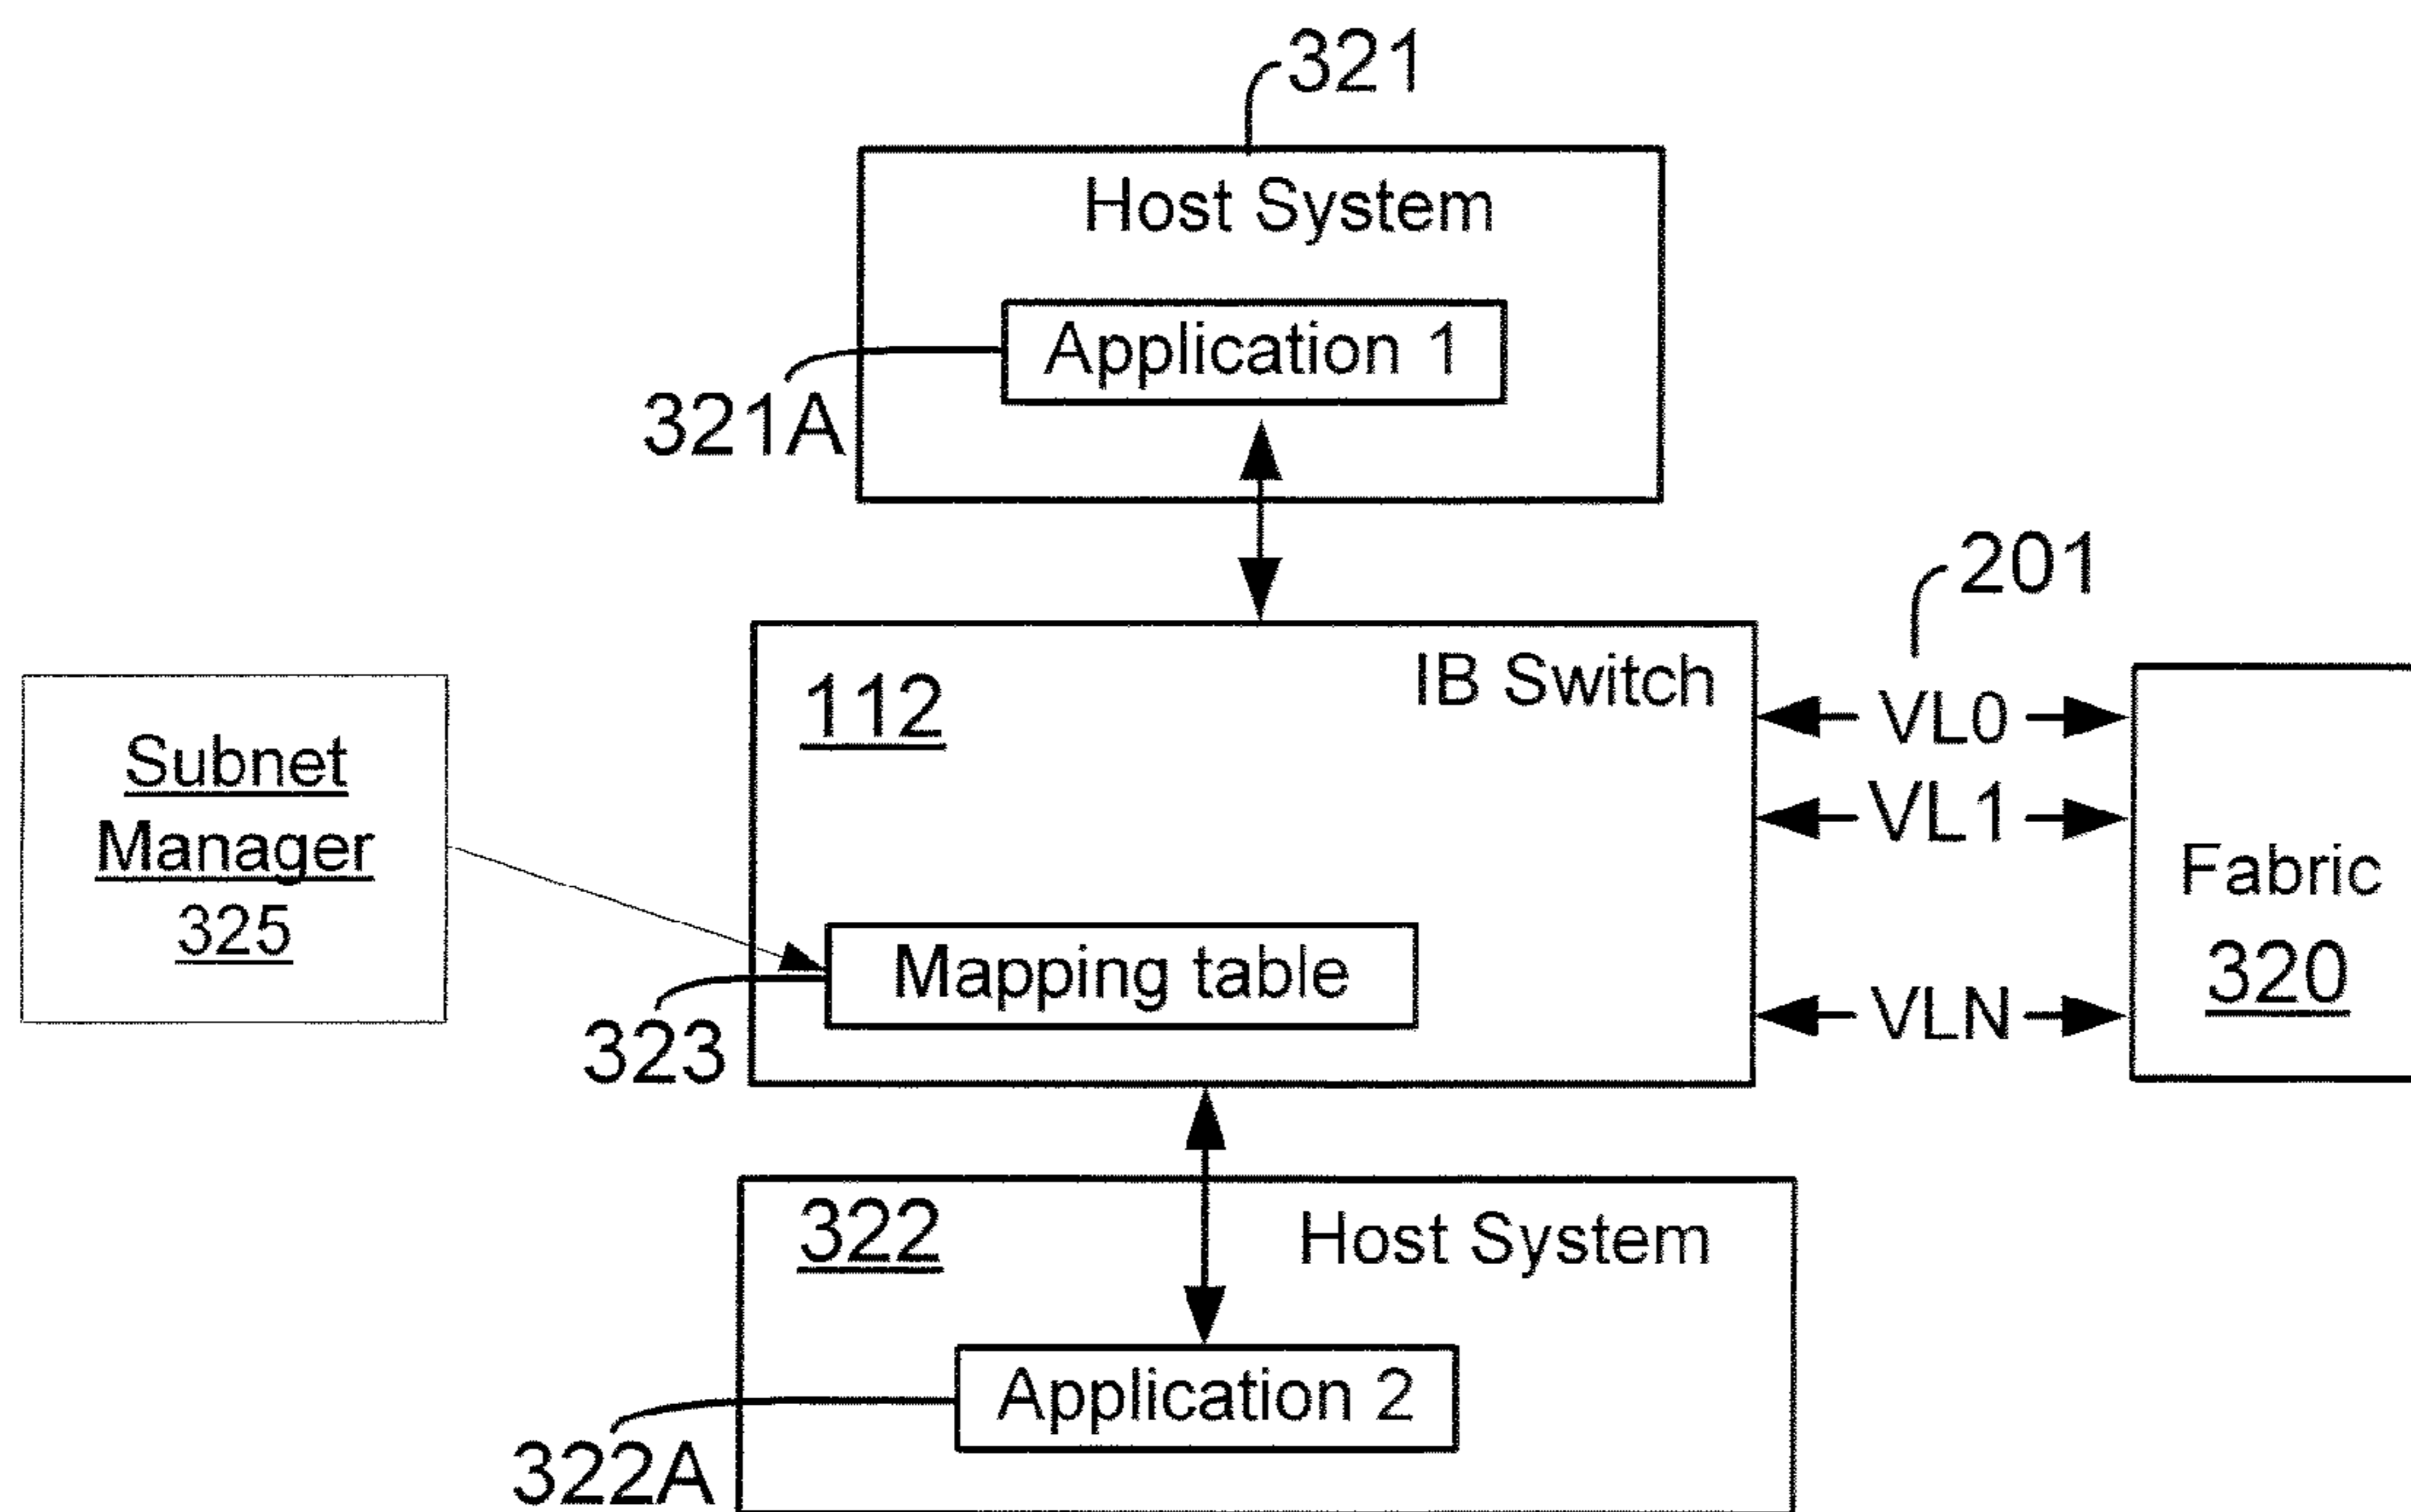 321
Host System
Application 1
321A
201
IB Switch
112
VL0
VL1
VLN
Subnet
Manager
325
Fabric
320
Mapping table
323
322
Host System
Application 2
322A